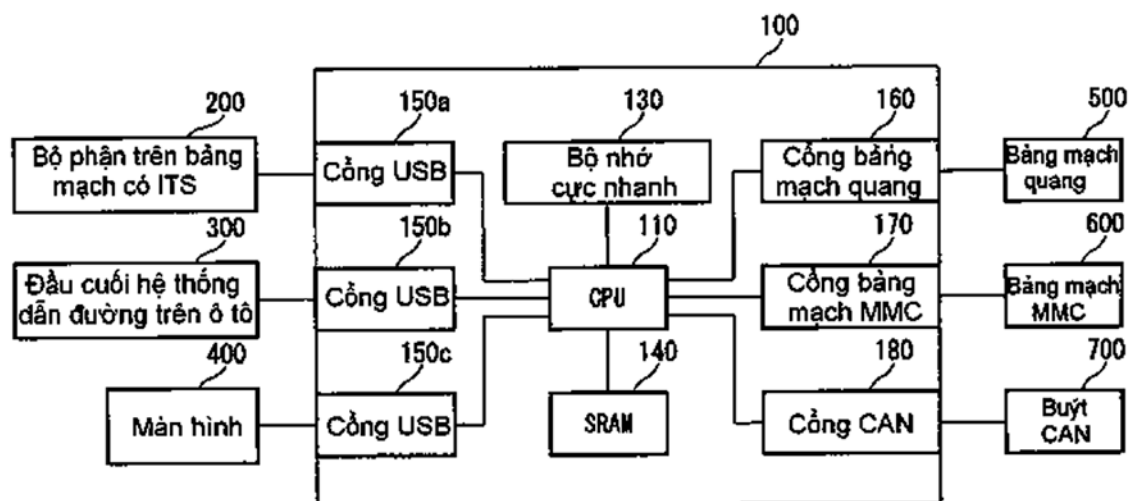 100
200
150a
130
160
500
Bộ phận trên bảng
mạch có ITS
Cổng USB
Bộ nhớ
cực nhanh
Cổng bảng
mạch quang
Bảng mạch
quang
300
150b
110
170
600
Đầu cuối hệ thống
dẫn đường trên ô tô
Cổng USB
CPU
Cổng bảng
mạch MMC
Bảng mạch
MMC
400
150c
140
180
700
Màn hình
Cổng USB
SRAM
Cổng CAN
Buýt
CAN